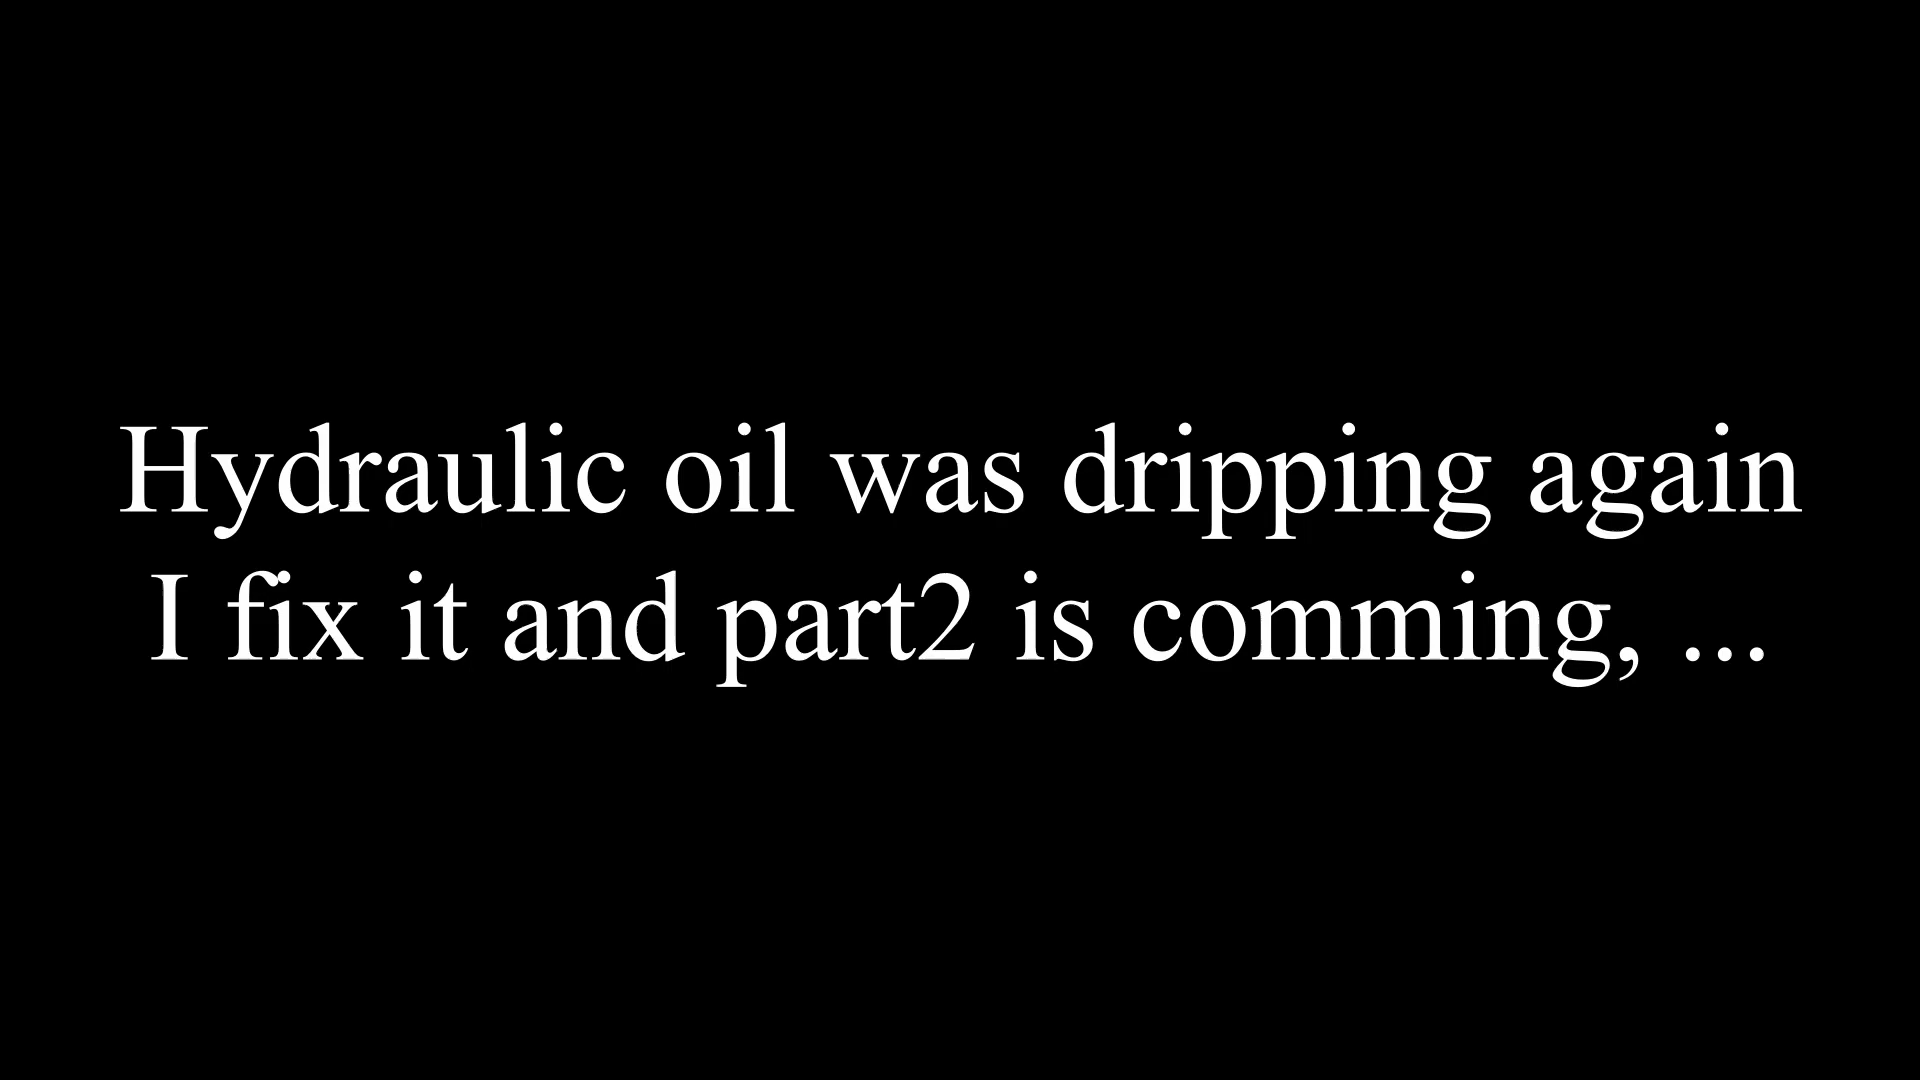 Hydraulic oil was dripping again
I fix it and part2 is comming, ...